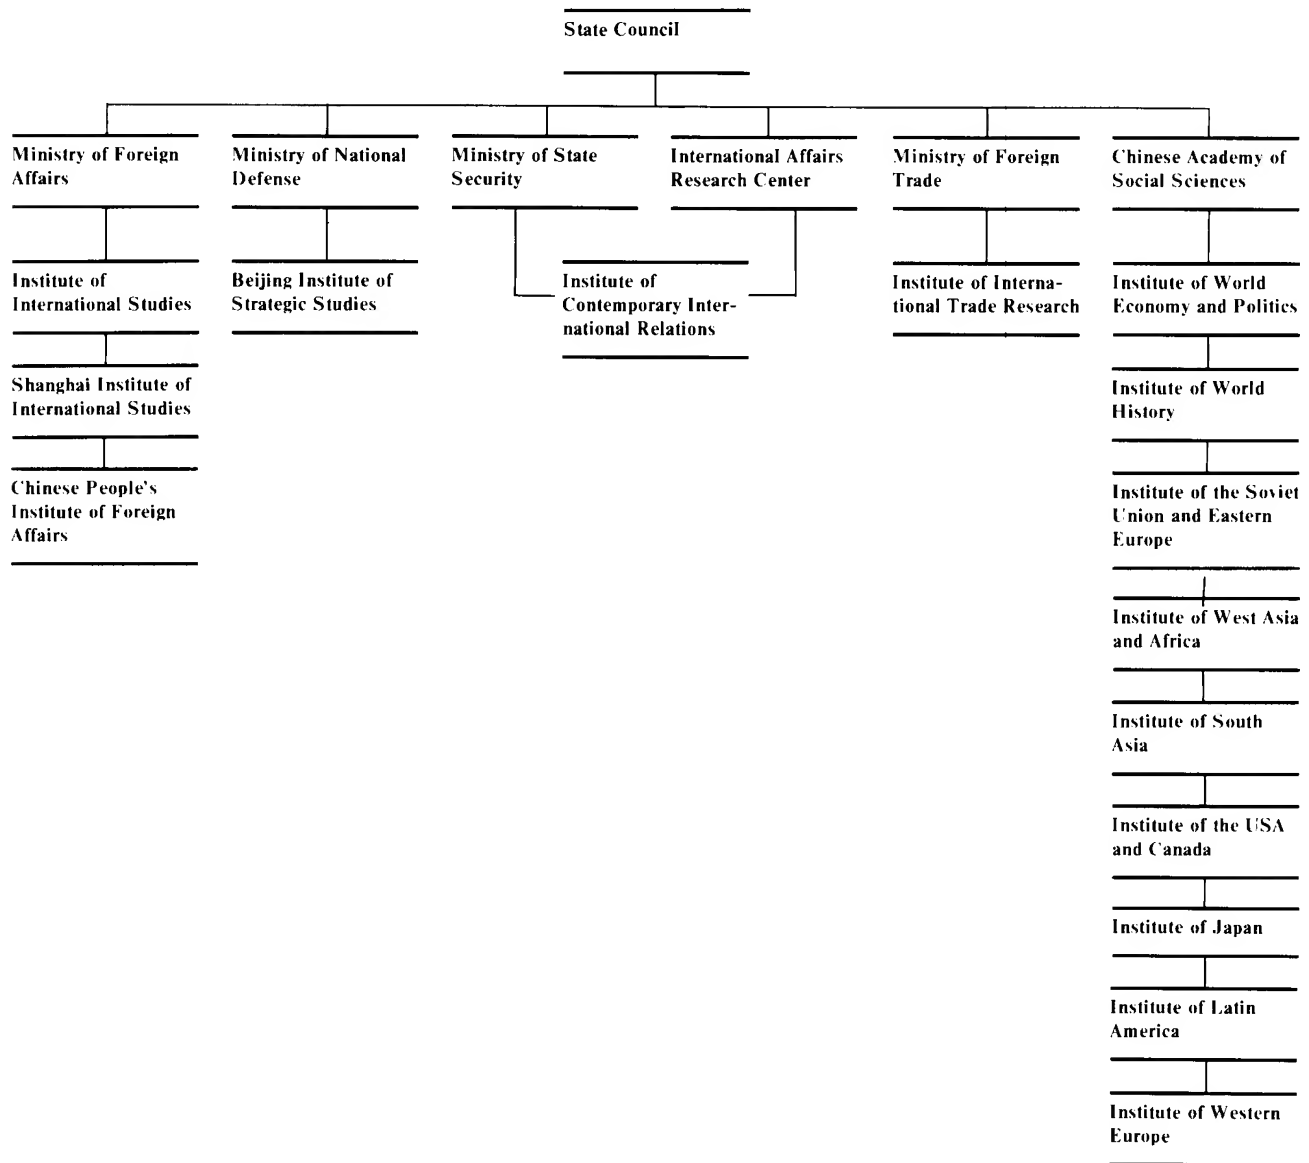 State Council
Ministry of Foreign
Affairs
Ministry of National
Defense
Ministry of State
Security
International Affairs
Research Center
Ministry of Foreign
Trade
Chinese Academy of
Social Sciences
Institute of
International Studies
Beijing Institute of
Strategic Studies
Institute of
Contemporary Inter-
national Relations
Institute of Interna-
tional Trade Research
Institute of World
Economy and Politics
Shanghai Institute of
International Studies
Institute of World
History
Chinese People's
Institute of Foreign
Affairs
Institute of the Soviet
Union and Eastern
Europe
Institute of West Asia
and Africa
Institute of South
Asia
Institute of the USA
and Canada
Institute of Japan
Institute of Latin
America
Institute of Western
Europe